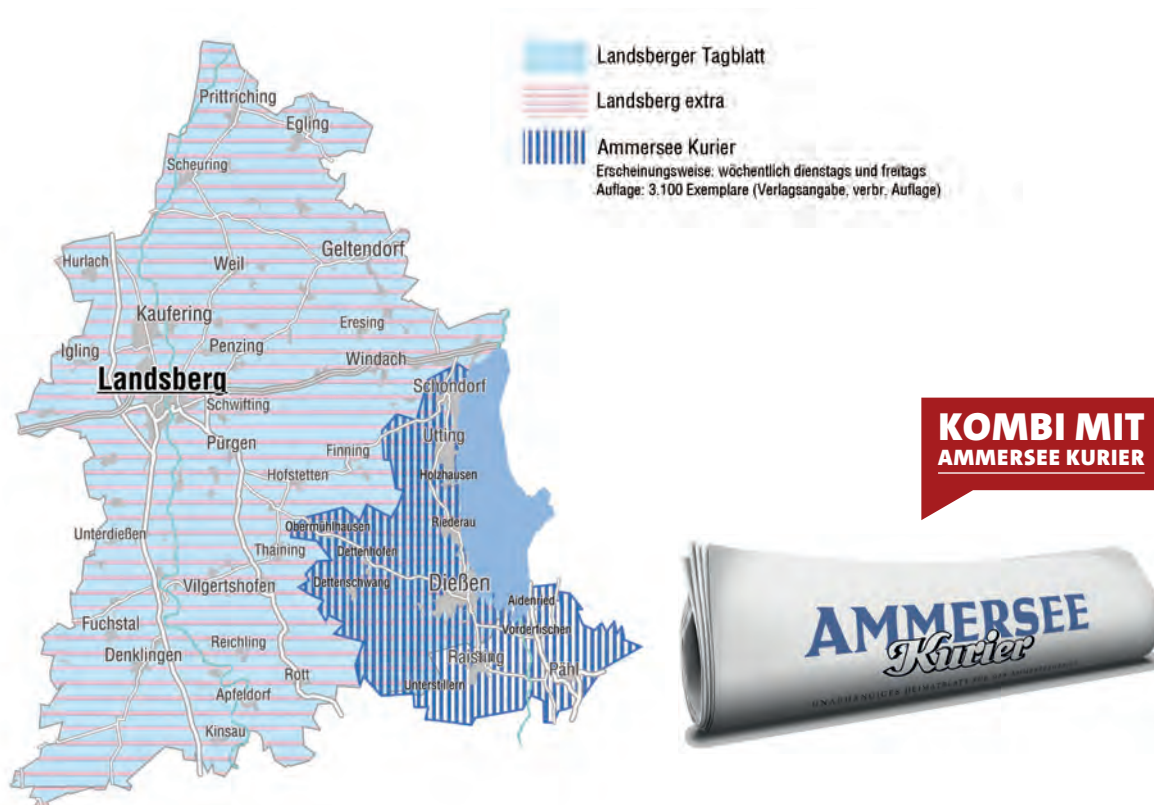 Landsberger Tagblatt
Landsberg extra
Ammersee Kurier
Erscheinungsweise: wöchentlich dienstags und freitags
Auflage: 3.100 Exemplare (Verlagsangabe, verbr. Auflage)
Prittriching
Egling
Scheuring
Geltendorf
Hurlach
Weil
Kaufering
Eresing
Igling
Penzing
Windach
Landsberg
Schondorf
Schwifting
Pürgen
Utting
Finning
Hofstetten
Holzhausen
Obermühlhausen
Riederau
Unterdießen
Thaining
Dettenhofen
Dettenschwang
Dießen
Vilgertshofen
Aidenried
Fuchstal
Vorderfischen
Reichling
Denklingen
Raisting
Pähl
Rott
Unterstillern
Apfeldorf
Kinsau
KOMBI MIT
AMMERSEE KURIER
AMMERSEE
Kurier